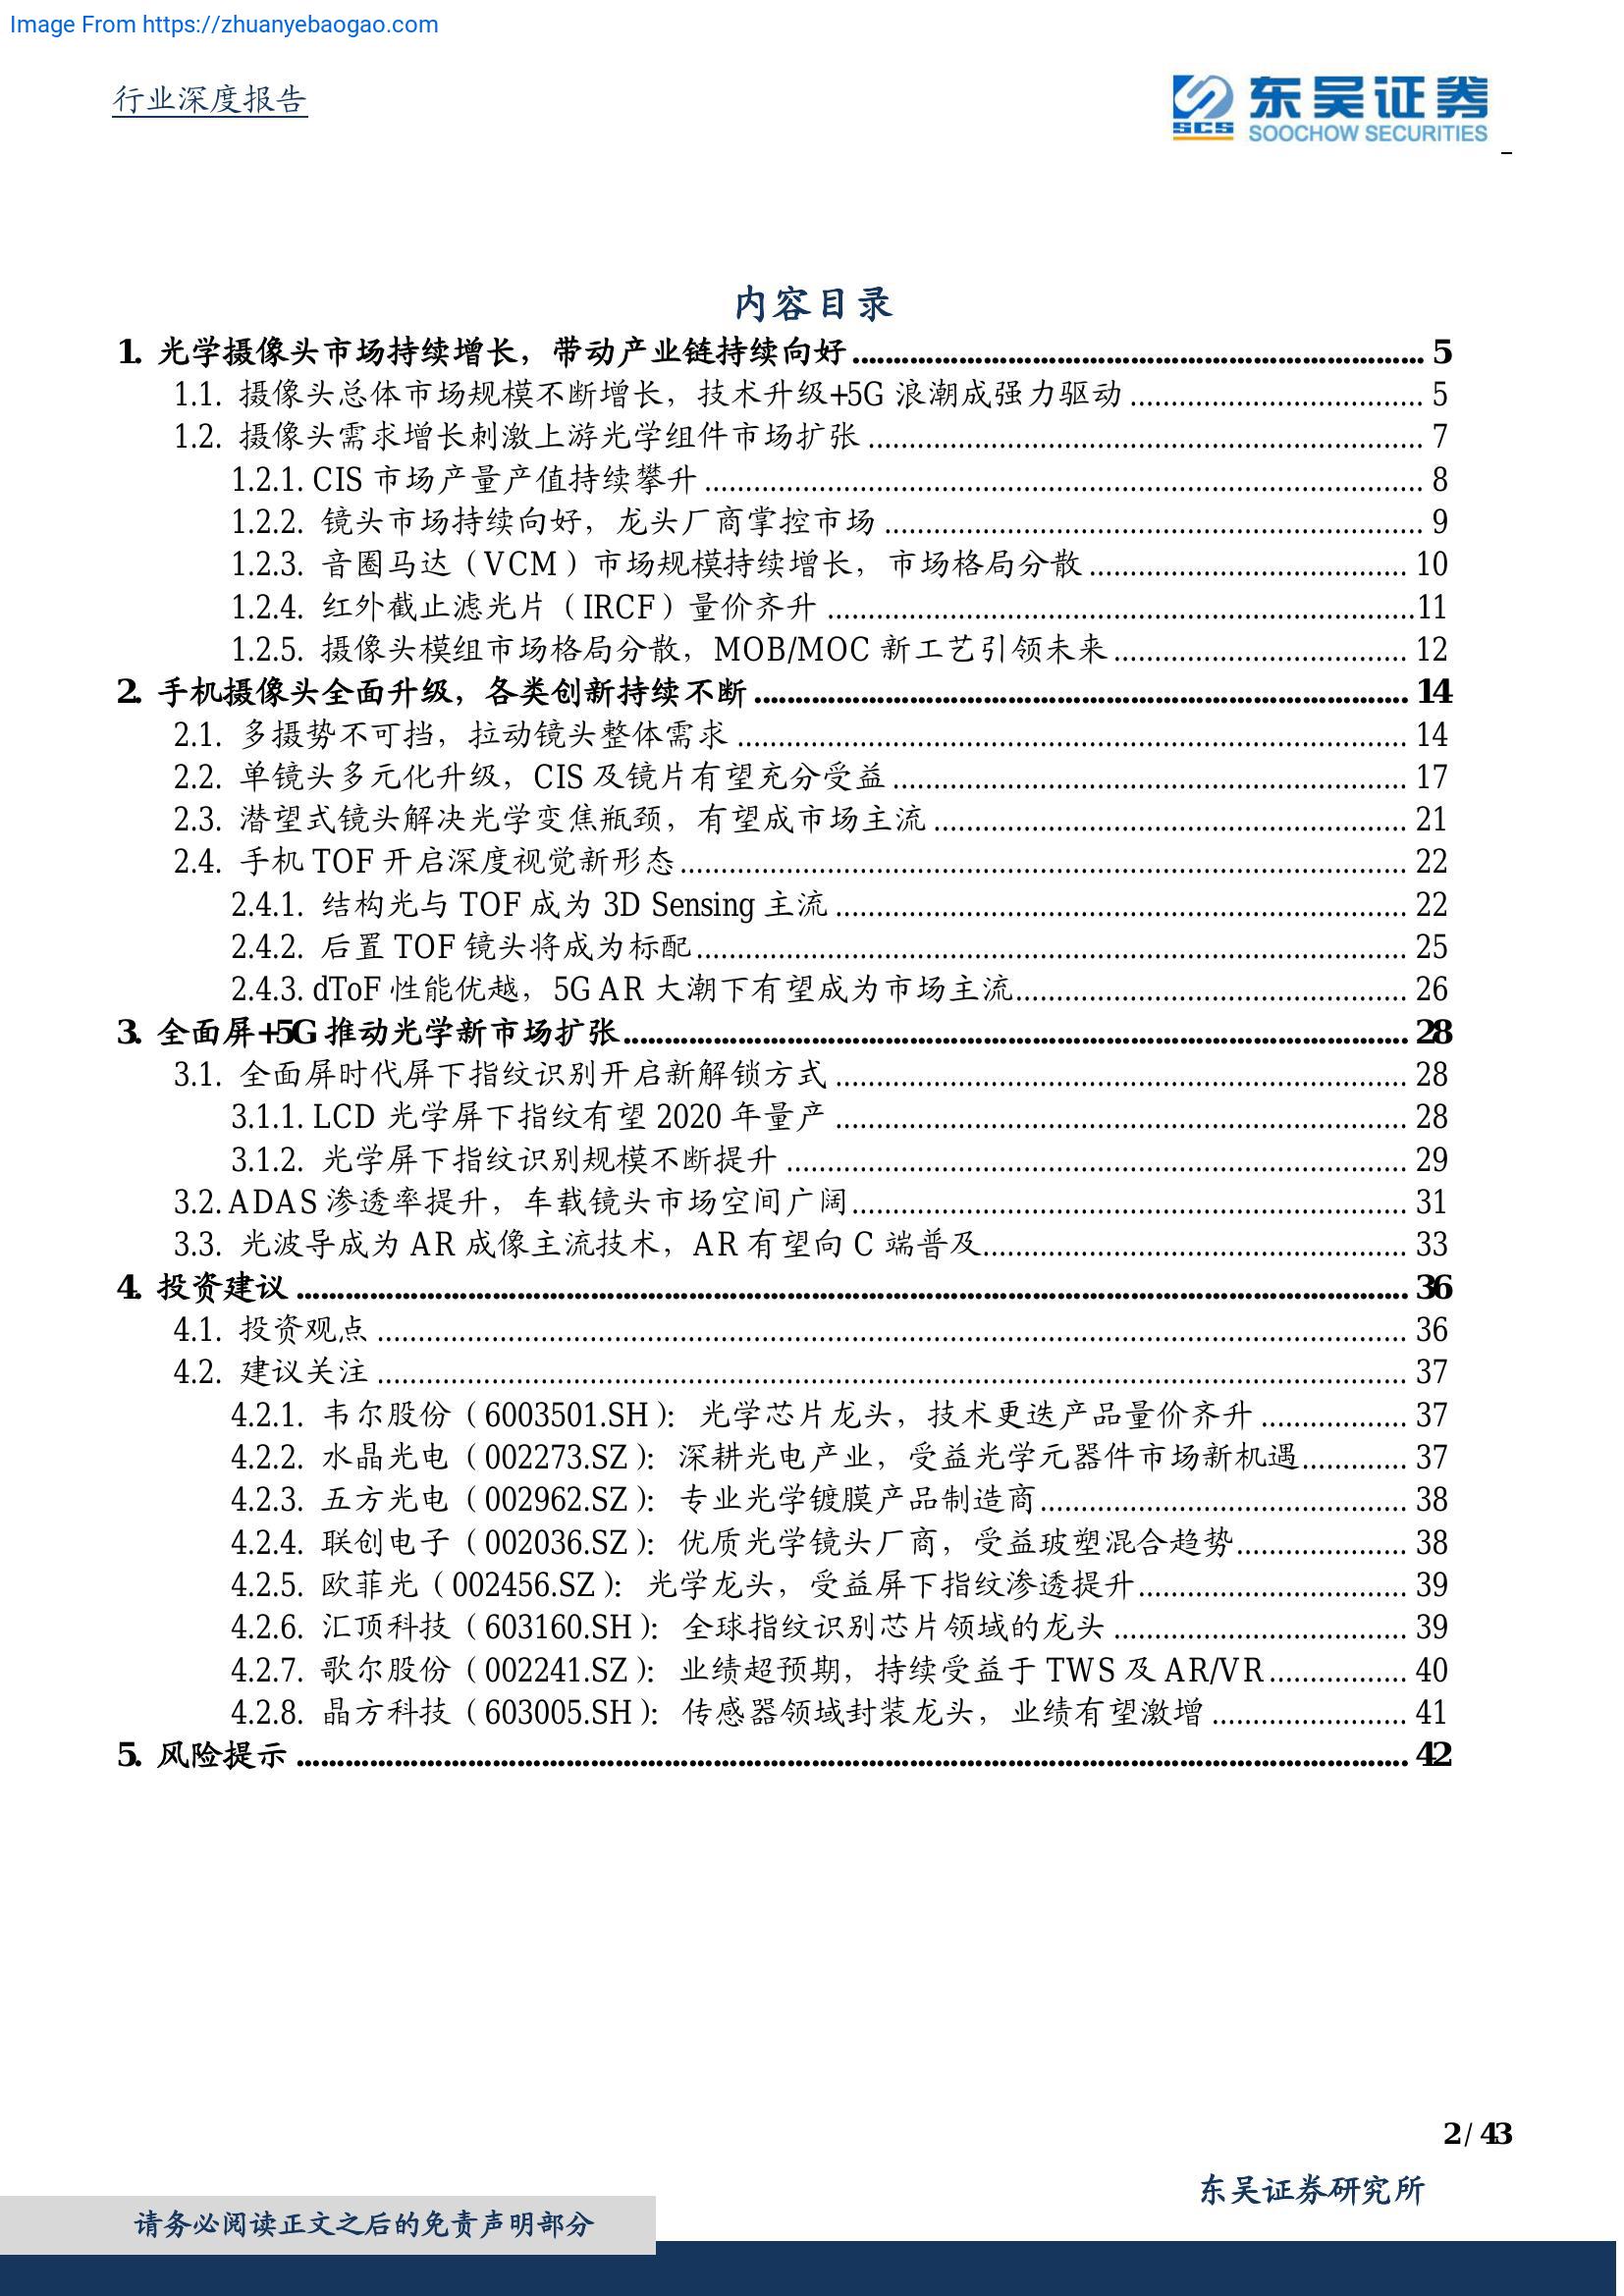 Image From https://zhuanyebaogao.com
行业深度报告
SCS 东吴证券
SOOCHOW SECURITIES
内容目录
1. 光学摄像头市场持续增长，带动产业链持续向好 ........ 5
1.1. 摄像头总体市场规模不断增长，技术升级+5G 浪潮成强力驱动 ........ 5
1.2. 摄像头需求增长刺激上游光学组件市场扩张 ........ 7
1.2.1. CIS 市场产量产值持续攀升 ........ 8
1.2.2. 镜头市场持续向好，龙头厂商掌控市场 ........ 9
1.2.3. 音圈马达（VCM）市场规模持续增长，市场格局分散 ........ 10
1.2.4. 红外截止滤光片（IRCF）量价齐升 ........ 11
1.2.5. 摄像头模组市场格局分散，MOB/MOC 新工艺引领未来 ........ 12
2. 手机摄像头全面升级，各类创新持续不断 ........ 14
2.1. 多摄势不可挡，拉动镜头整体需求 ........ 14
2.2. 单镜头多元化升级，CIS 及镜片有望充分受益 ........ 17
2.3. 潜望式镜头解决光学变焦瓶颈，有望成市场主流 ........ 21
2.4. 手机 TOF 开启深度视觉新形态 ........ 22
2.4.1. 结构光与 TOF 成为 3D Sensing 主流 ........ 22
2.4.2. 后置 TOF 镜头将成为标配 ........ 25
2.4.3. dToF 性能优越，5G AR 大潮下有望成为市场主流 ........ 26
3. 全面屏+5G 推动光学新市场扩张 ........ 28
3.1. 全面屏时代屏下指纹识别开启新解锁方式 ........ 28
3.1.1. LCD 光学屏下指纹有望 2020 年量产 ........ 28
3.1.2. 光学屏下指纹识别规模不断提升 ........ 29
3.2. ADAS 渗透率提升，车载镜头市场空间广阔 ........ 31
3.3. 光波导成为 AR 成像主流技术，AR 有望向 C 端普及 ........ 33
4. 投资建议 ........ 36
4.1. 投资观点 ........ 36
4.2. 建议关注 ........ 37
4.2.1. 韦尔股份（6003501.SH）：光学芯片龙头，技术更迭产品量价齐升 ........ 37
4.2.2. 水晶光电（002273.SZ）：深耕光电产业，受益光学元器件市场新机遇 ........ 37
4.2.3. 五方光电（002962.SZ）：专业光学镀膜产品制造商 ........ 38
4.2.4. 联创电子（002036.SZ）：优质光学镜头厂商，受益玻塑混合趋势 ........ 38
4.2.5. 欧菲光（002456.SZ）：光学龙头，受益屏下指纹渗透提升 ........ 39
4.2.6. 汇顶科技（603160.SH）：全球指纹识别芯片领域的龙头 ........ 39
4.2.7. 歌尔股份（002241.SZ）：业绩超预期，持续受益于 TWS 及 AR/VR ........ 40
4.2.8. 晶方科技（603005.SH）：传感器领域封装龙头，业绩有望激增 ........ 41
5. 风险提示 ........ 42
2 / 43
东吴证券研究所
请务必阅读正文之后的免责声明部分